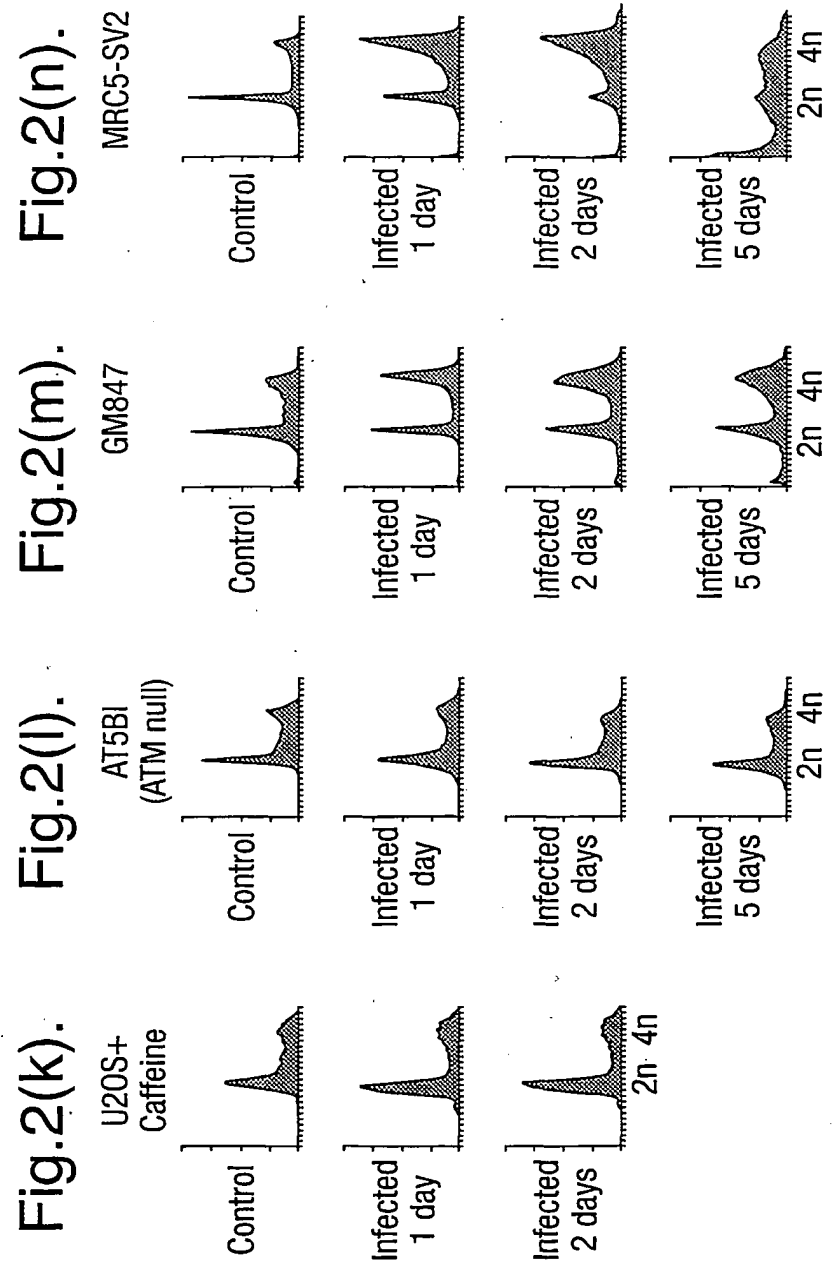 Fig.2(k).
U2OS+
Caffeine
Control
Infected
1 day
Infected
2 days
2n 4n
Fig.2(l).
AT5BI
(ATM null)
Control
Infected
1 day
Infected
2 days
Infected
5 days
2n 4n
Fig.2(m).
GM847
Control
Infected
1 day
Infected
2 days
Infected
5 days
2n 4n
Fig.2(n).
MRC5-SV2
Control
Infected
1 day
Infected
2 days
Infected
5 days
2n 4n